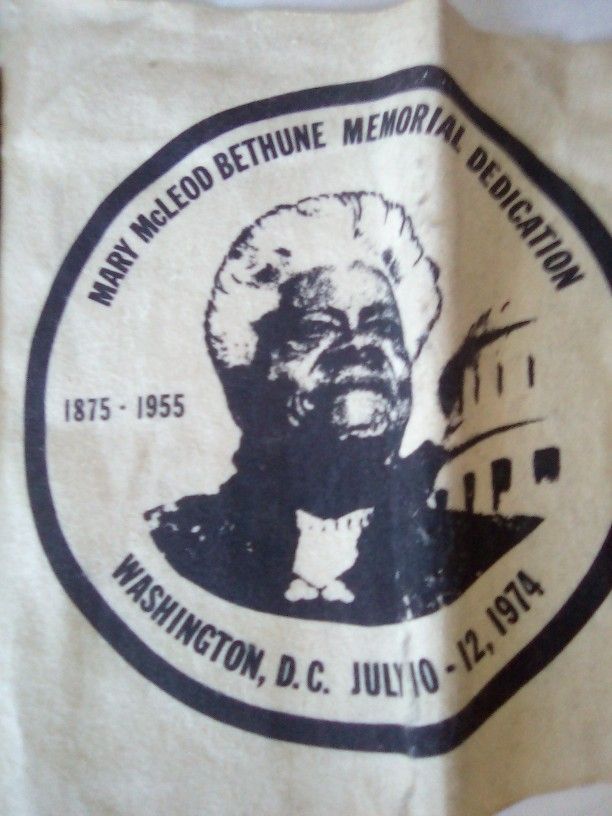 MARY McLEOD BETHUNE MEMORIAL DEDICATION
1875 - 1955
WASHINGTON, D.C. JULY 10 - 12, 1974